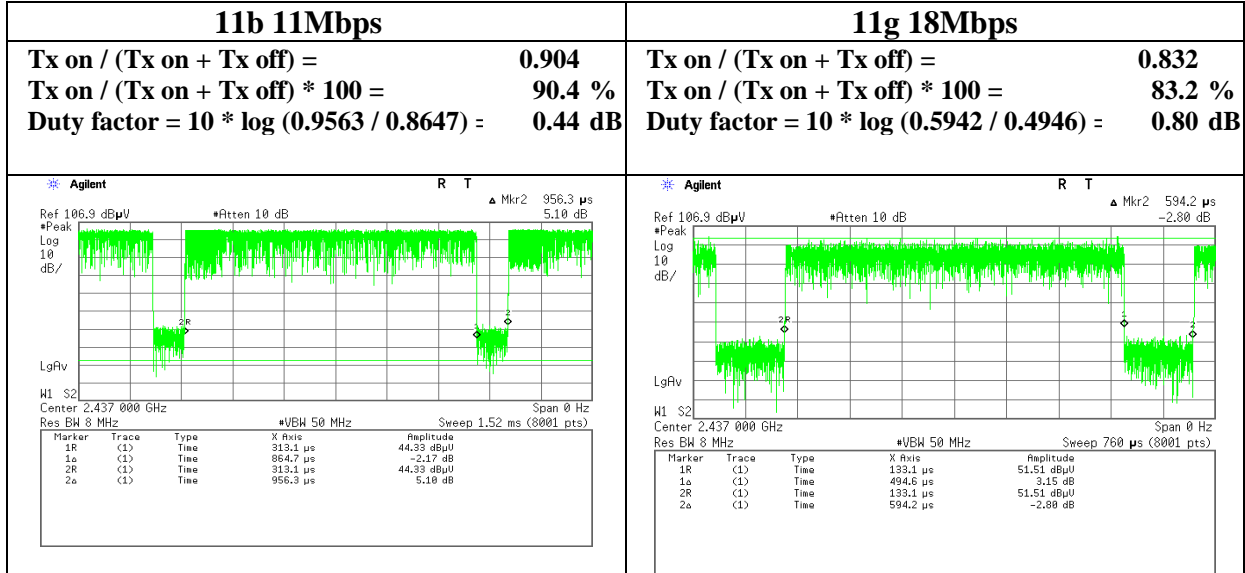 11b 11Mbps
Tx on / (Tx on + Tx off) = 0.904
Tx on / (Tx on + Tx off) * 100 = 90.4 %
Duty factor = 10 * log (0.9563 / 0.8647) = 0.44 dB
Agilent R T
Δ Mkr2 956.3 µs
Ref 106.9 dBµV #Atten 10 dB 5.10 dB
#Peak
Log
10
dB/
2R
1
2
LgAv
W1 S2
Center 2.437 000 GHz Span 0 Hz
Res BW 8 MHz #VBW 50 MHz Sweep 1.52 ms (8001 pts)
Marker Trace Type X Axis Amplitude
1R (1) Time 313.1 µs 44.33 dBµV
1Δ (1) Time 864.7 µs -2.17 dB
2R (1) Time 313.1 µs 44.33 dBµV
2Δ (1) Time 956.3 µs 5.10 dB
11g 18Mbps
Tx on / (Tx on + Tx off) = 0.832
Tx on / (Tx on + Tx off) * 100 = 83.2 %
Duty factor = 10 * log (0.5942 / 0.4946) = 0.80 dB
Agilent R T
Δ Mkr2 594.2 µs
Ref 106.9 dBµV #Atten 10 dB -2.80 dB
#Peak
Log
10
dB/
2R
1
2
LgAv
W1 S2
Center 2.437 000 GHz Span 0 Hz
Res BW 8 MHz #VBW 50 MHz Sweep 760 µs (8001 pts)
Marker Trace Type X Axis Amplitude
1R (1) Time 133.1 µs 51.51 dBµV
1Δ (1) Time 494.6 µs 3.15 dB
2R (1) Time 133.1 µs 51.51 dBµV
2Δ (1) Time 594.2 µs -2.80 dB